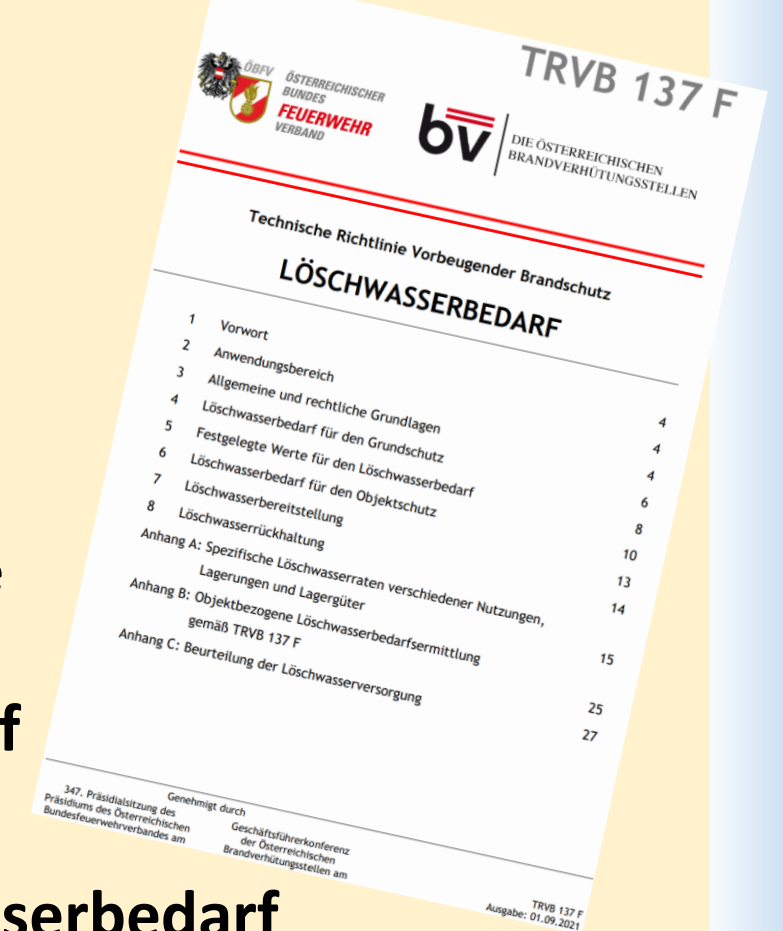 TRVB 137 F
ÖBFV
ÖSTERREICHISCHER
BUNDES
FEUERWEHR
VERBAND
bv
DIE ÖSTERREICHISCHEN
BRANDVERHÜTUNGSSTELLEN
Technische Richtlinie Vorbeugender Brandschutz
LÖSCHWASSERBEDARF
1 Vorwort 4
2 Anwendungsbereich 4
3 Allgemeine und rechtliche Grundlagen 4
4 Löschwasserbedarf für den Grundschutz 6
5 Festgelegte Werte für den Löschwasserbedarf 8
6 Löschwasserbedarf für den Objektschutz 10
7 Löschwasserbereitstellung 13
8 Löschwasserrückhaltung 14
Anhang A: Spezifische Löschwasserraten verschiedener Nutzungen,
Lagerungen und Lagergüter 15
Anhang B: Objektbezogene Löschwasserbedarfsermittlung
gemäß TRVB 137 F 25
Anhang C: Beurteilung der Löschwasserversorgung 27
Genehmigt durch
347. Präsidialsitzung des
Präsidiums des Österreichischen
Bundesfeuerwehrverbandes am
Geschäftsführerkonferenz
der Österreichischen
Brandverhütungsstellen am
TRVB 137 F
Ausgabe: 01.09.2021
e
f
serbedarf